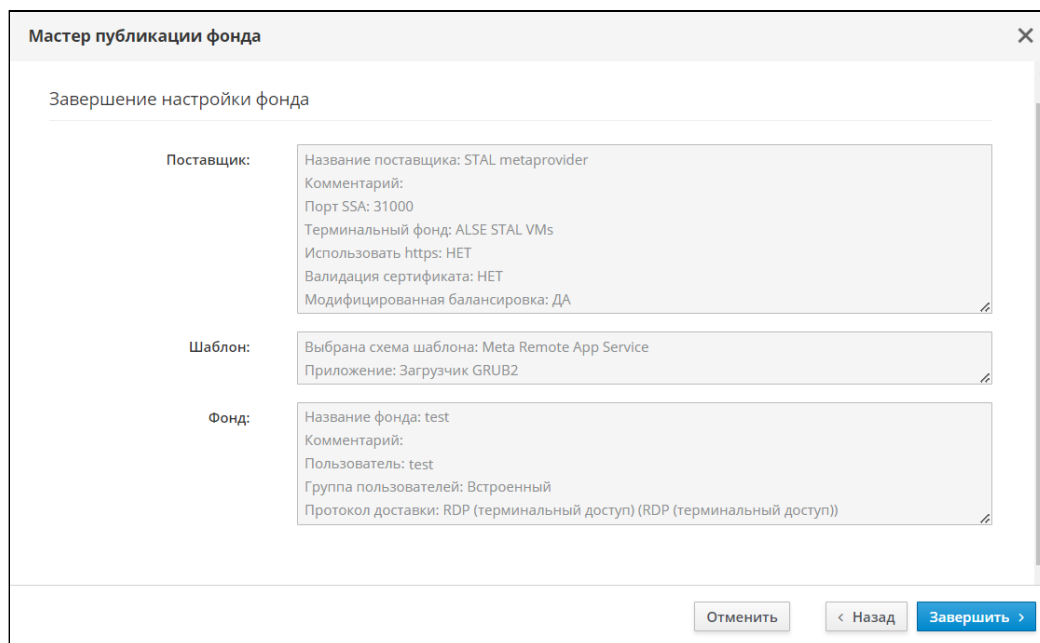 Мастер публикации фонда
Завершение настройки фонда
Поставщик:
Название поставщика: STAL metaprovider
Комментарий:
Порт SSA: 31000
Терминальный фонд: ALSE STAL VMs
Использовать https: НЕТ
Валидация сертификата: НЕТ
Модифицированная балансировка: ДА
Шаблон:
Выбрана схема шаблона: Meta Remote App Service
Приложение: Загрузчик GRUB2
Фонд:
Название фонда: test
Комментарий:
Пользователь: test
Группа пользователей: Встроенный
Протокол доставки: RDP (терминальный доступ) (RDP (терминальный доступ))
Отменить
Назад
Завершить